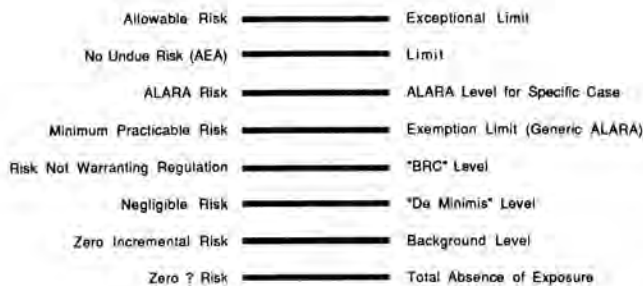 Allowable Risk Exceptional Limit
No Undue Risk (AEA) Limit
ALARA Risk ALARA Level for Specific Case
Minimum Practicable Risk Exemption Limit (Generic ALARA)
Risk Not Warranting Regulation "BRC" Level
Negligible Risk "De Minimis" Level
Zero Incremental Risk Background Level
Zero ? Risk Total Absence of Exposure